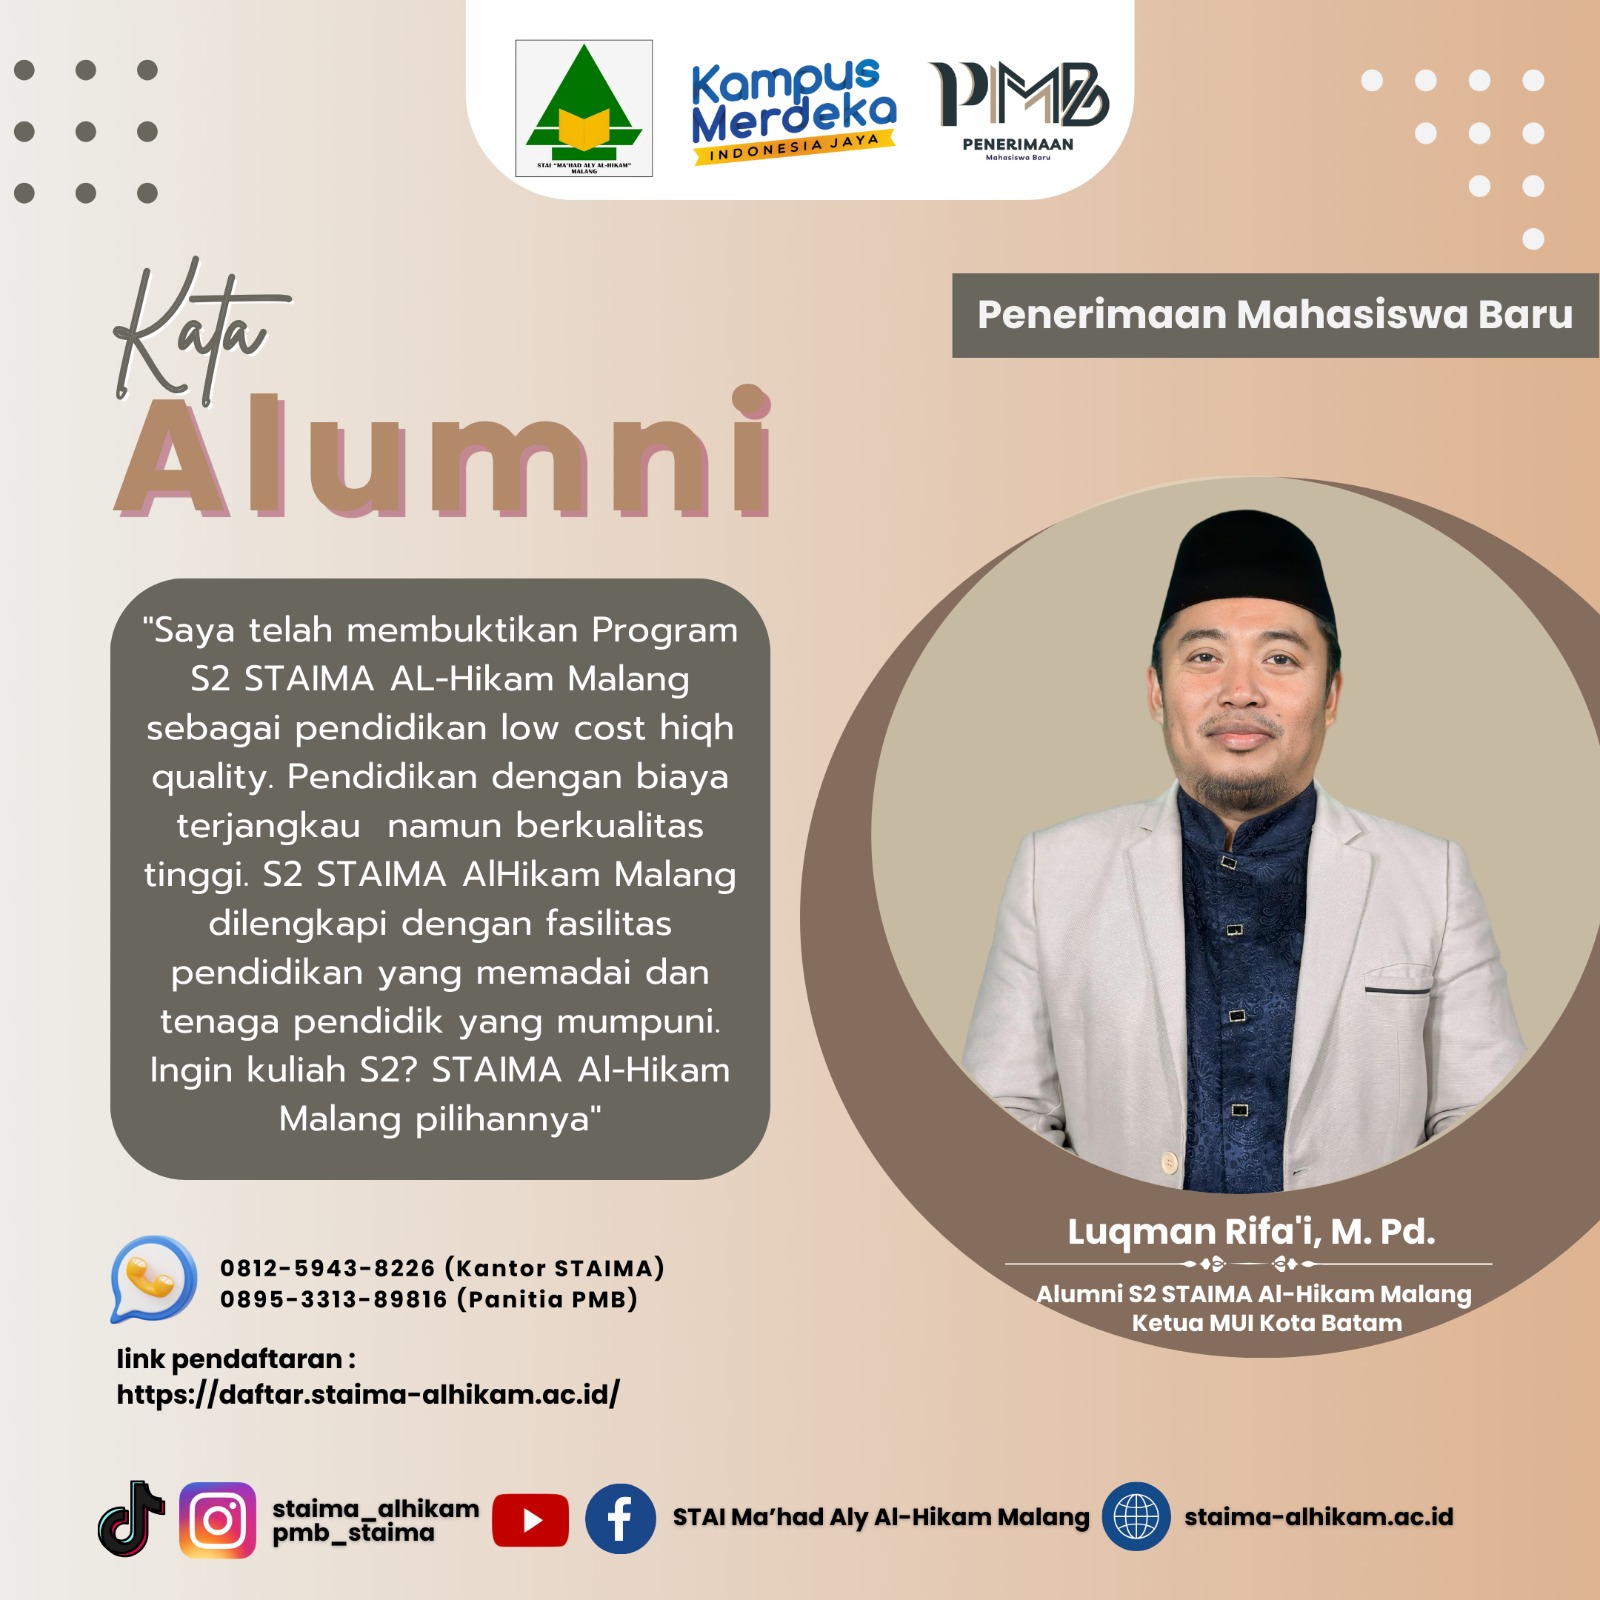 STAI "MA'HAD ALY AL-HIKAM"
MALANG
Kampus
Merdeka
INDONESIA JAYA
PMB
PENERIMAAN
Mahasiswa Baru
Penerimaan Mahasiswa Baru
Kata
Alumni
"Saya telah membuktikan Program
S2 STAIMA AL-Hikam Malang
sebagai pendidikan low cost hiqh
quality. Pendidikan dengan biaya
terjangkau  namun berkualitas
tinggi. S2 STAIMA AlHikam Malang
dilengkapi dengan fasilitas
pendidikan yang memadai dan
tenaga pendidik yang mumpuni.
Ingin kuliah S2? STAIMA Al-Hikam
Malang pilihannya"
Luqman Rifa'i, M. Pd.
Alumni S2 STAIMA Al-Hikam Malang
Ketua MUI Kota Batam
0812-5943-8226 (Kantor STAIMA)
0895-3313-89816 (Panitia PMB)
link pendaftaran :
https://daftar.staima-alhikam.ac.id/
staima_alhikam
pmb_staima
STAI Ma'had Aly Al-Hikam Malang
staima-alhikam.ac.id